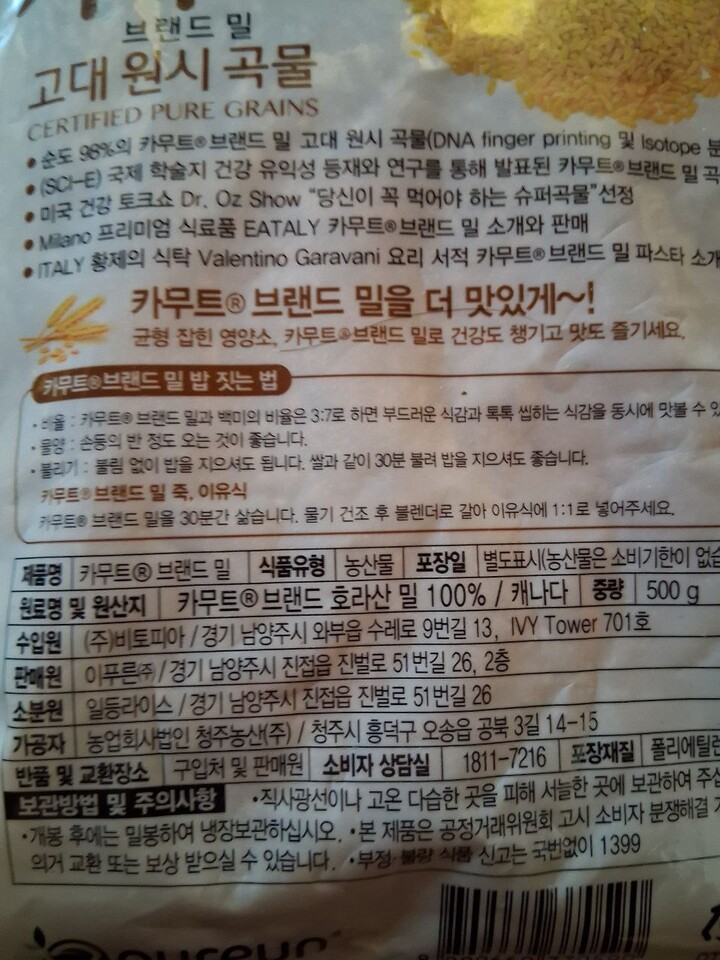 브랜드 밀
고대 원시 곡물
CERTIFIED PURE GRAINS
• 순도 98%의 카무트® 브랜드 밀 고대 원시 곡물(DNA finger printing 및 Isotope 분
• (SCI-E) 국제 학술지 건강 유익성 등재와 연구를 통해 발표된 카무트® 브랜드 밀 곡
• 미국 건강 토크쇼 Dr. Oz Show "당신이 꼭 먹어야 하는 슈퍼곡물"선정
• Milano 프리미엄 식료품 EATALY 카무트® 브랜드 밀 소개와 판매
• ITALY 황제의 식탁 Valentino Garavani 요리 서적 카무트® 브랜드 밀 파스타 소개
카무트® 브랜드 밀을 더 맛있게~!
균형 잡힌 영양소, 카무트®브랜드 밀로 건강도 챙기고 맛도 즐기세요.
카무트® 브랜드 밀 밥 짓는 법
• 비율 : 카무트® 브랜드 밀과 백미의 비율은 3:7로 하면 부드러운 식감과 톡톡 씹히는 식감을 동시에 맛볼 수 있
• 물양 : 손등의 반 정도 오는 것이 좋습니다.
• 불리기 : 불림 없이 밥을 지으셔도 됩니다. 쌀과 같이 30분 불려 밥을 지으셔도 좋습니다.
카무트® 브랜드 밀 죽, 이유식
카무트® 브랜드 밀을 30분간 삶습니다. 물기 건조 후 블렌더로 갈아 이유식에 1:1로 넣어주세요.
제품명 카무트® 브랜드 밀 식품유형 농산물 포장일 별도표시(농산물은 소비기한이 없습
원료명 및 원산지 카무트® 브랜드 호라산 밀 100% / 캐나다 중량 500 g
수입원 (주)비토피아 / 경기 남양주시 와부읍 수레로 9번길 13, IVY Tower 701호
판매원 이푸른㈜ / 경기 남양주시 진접읍 진벌로 51번길 26, 2층
소분원 일등라이스 / 경기 남양주시 진접읍 진벌로 51번길 26
가공자 농업회사법인 청주농산(주) / 청주시 흥덕구 오송읍 공북 3길 14-15
반품 및 교환장소 구입처 및 판매원 소비자 상담실 1811-7216 포장재질 폴리에틸렌
보관방법 및 주의사항 • 직사광선이나 고온 다습한 곳을 피해 서늘한 곳에 보관하여 주십
• 개봉 후에는 밀봉하여 냉장보관하십시오. • 본 제품은 공정거래위원회 고시 소비자 분쟁해결
의거 교환 또는 보상 받으실 수 있습니다. • 부정·불량 식품 신고는 국번없이 1399